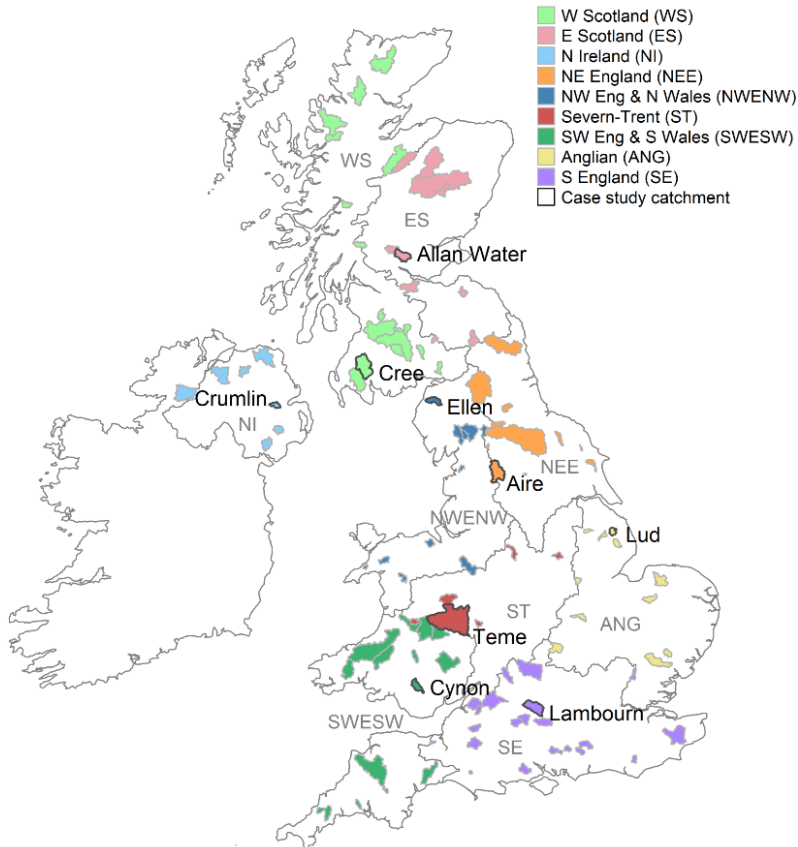 W Scotland (WS)
E Scotland (ES)
N Ireland (NI)
NE England (NEE)
NW Eng & N Wales (NWENW)
Severn-Trent (ST)
SW Eng & S Wales (SWESW)
Anglian (ANG)
S England (SE)
Case study catchment
WS
ES
Allan Water
Cree
Crumlin
Ellen
NI
NEE
Aire
NWENW
Lud
ST
ANG
Teme
Cynon
Lambourn
SWESW
SE